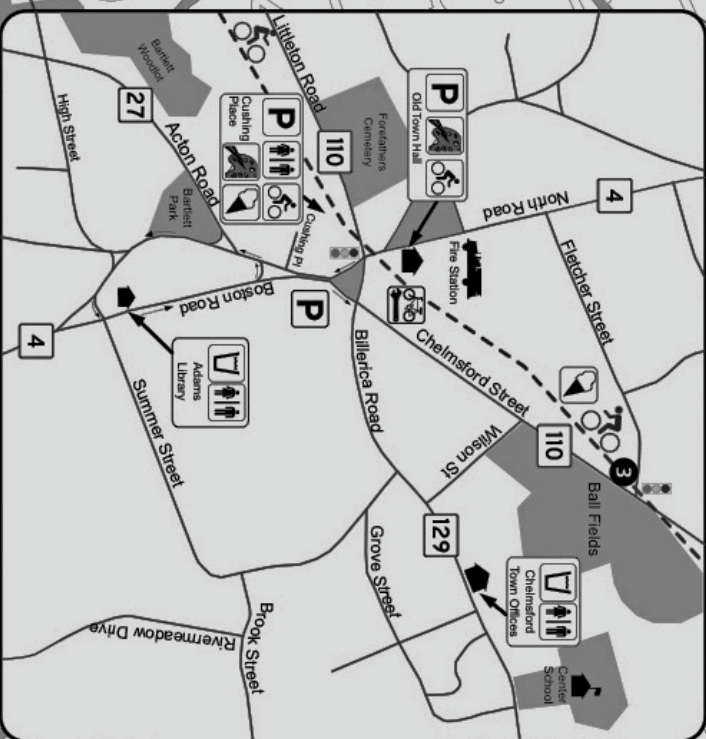 Littleton Road
Bartlett
Woodlot
High Street
27
Acton Road
Bartlett
Park
P
Cushing
Place
110
Forefathers
Cemetery
P
Old Town Hall
North Road
4
Fire Station
Fletcher Street
Cushing Pl
Boston Road
P
4
Adams
Library
Summer Street
Billerica Road
Chelmsford Street
Wilson St
110
3
Ball Fields
129
Chelmsford
Town Offices
Grove Street
Center
School
Brook Street
Rivermeadow Drive